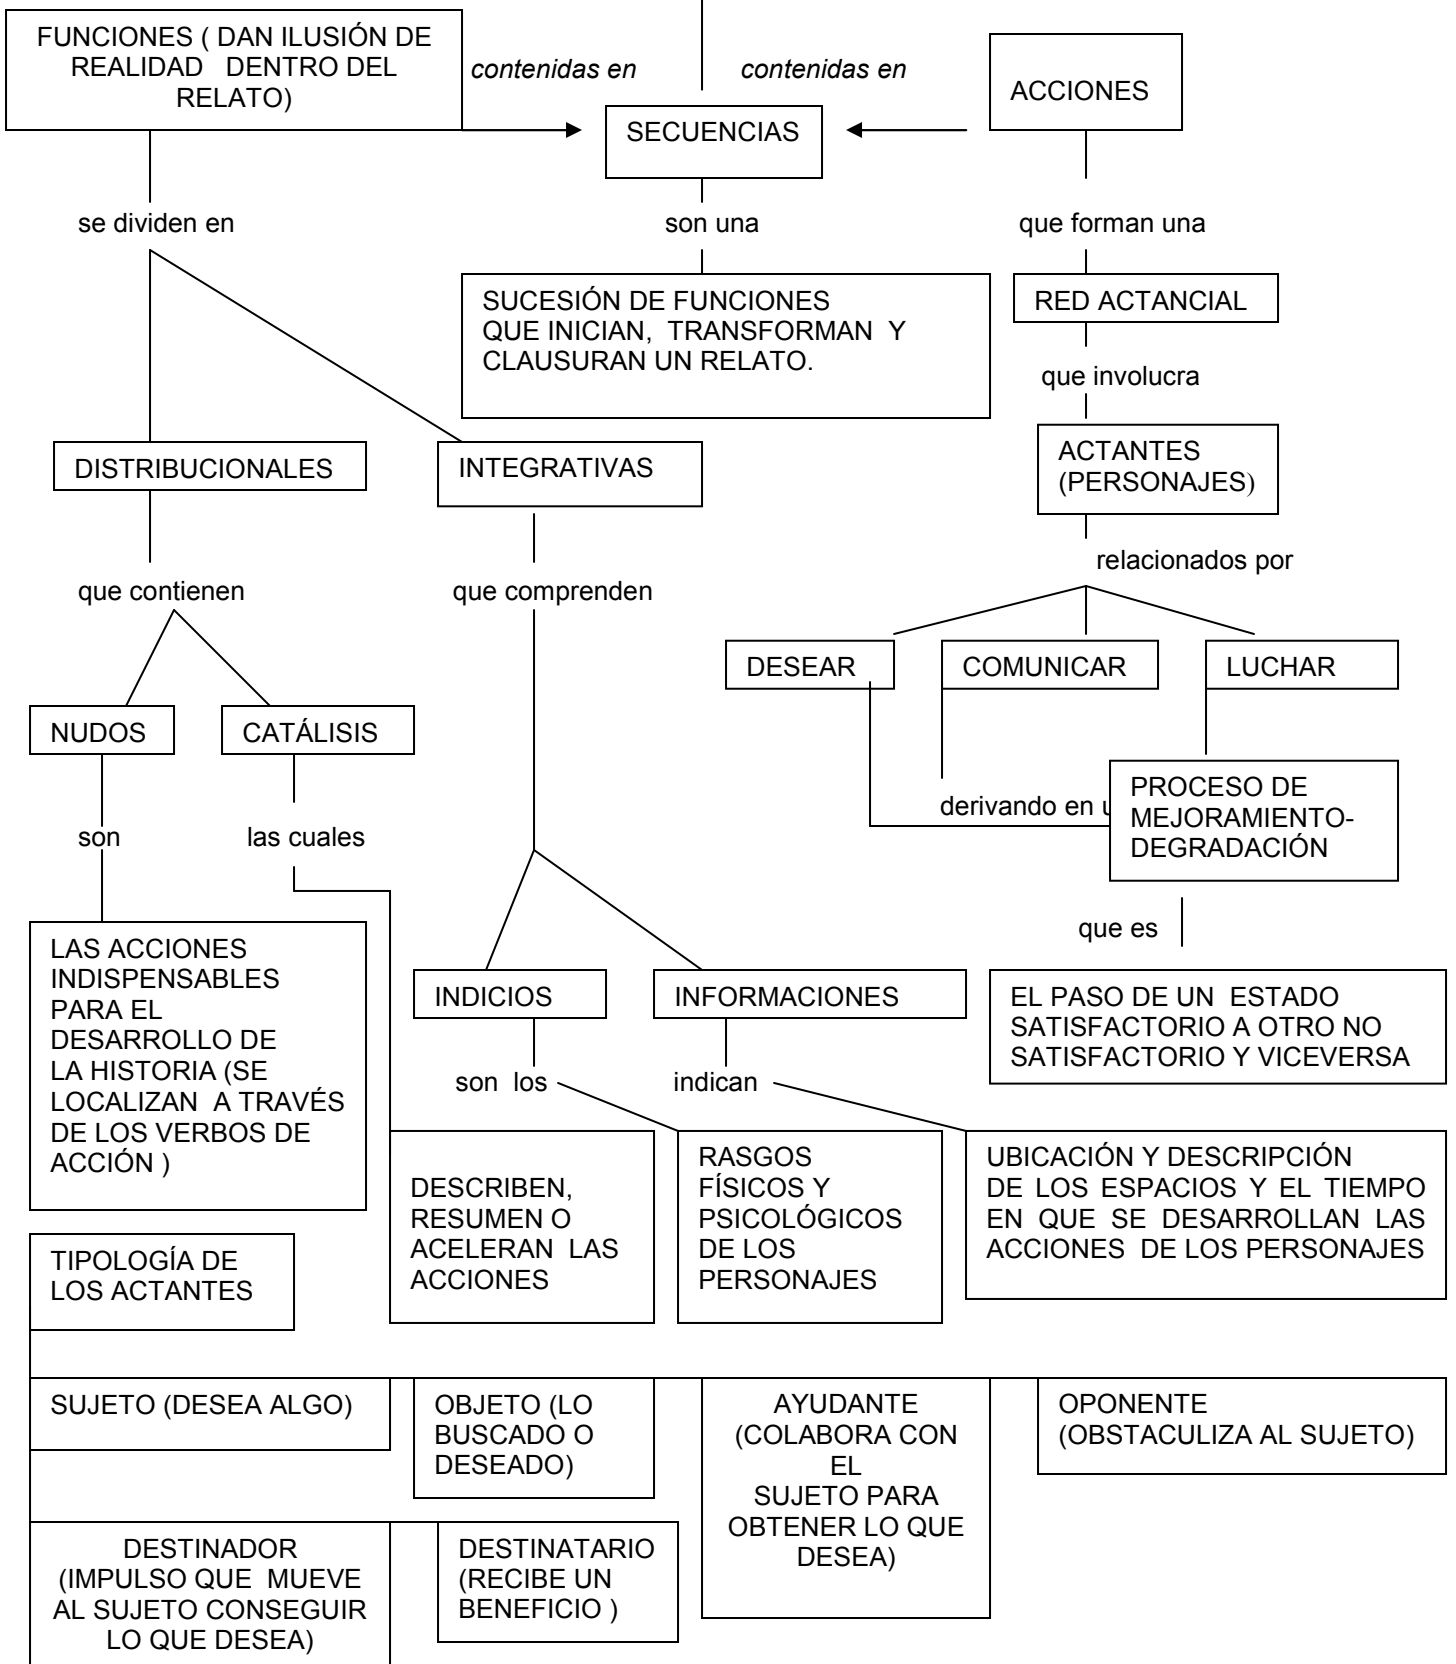 FUNCIONES ( DAN ILUSIÓN DE
REALIDAD DENTRO DEL
RELATO)
contenidas en
contenidas en
ACCIONES
SECUENCIAS
se dividen en
son una
que forman una
SUCESIÓN DE FUNCIONES
QUE INICIAN, TRANSFORMAN Y
CLAUSURAN UN RELATO.
RED ACTANCIAL
que involucra
DISTRIBUCIONALES
INTEGRATIVAS
ACTANTES
(PERSONAJES)
relacionados por
que contienen
que comprenden
DESEAR
COMUNICAR
LUCHAR
NUDOS
CATÁLISIS
derivando en
PROCESO DE
MEJORAMIENTO-
DEGRADACIÓN
son
las cuales
que es
LAS ACCIONES
INDISPENSABLES
PARA EL
DESARROLLO DE
LA HISTORIA (SE
LOCALIZAN A TRAVÉS
DE LOS VERBOS DE
ACCIÓN )
INDICIOS
INFORMACIONES
EL PASO DE UN ESTADO
SATISFACTORIO A OTRO NO
SATISFACTORIO Y VICEVERSA
son los
indican
DESCRIBEN,
RESUMEN O
ACELERAN LAS
ACCIONES
RASGOS
FÍSICOS Y
PSICOLÓGICOS
DE LOS
PERSONAJES
UBICACIÓN Y DESCRIPCIÓN
DE LOS ESPACIOS Y EL TIEMPO
EN QUE SE DESARROLLAN LAS
ACCIONES DE LOS PERSONAJES
TIPOLOGÍA DE
LOS ACTANTES
SUJETO (DESEA ALGO)
OBJETO (LO
BUSCADO O
DESEADO)
AYUDANTE
(COLABORA CON
EL
SUJETO PARA
OBTENER LO QUE
DESEA)
OPONENTE
(OBSTACULIZA AL SUJETO)
DESTINADOR
(IMPULSO QUE MUEVE
AL SUJETO CONSEGUIR
LO QUE DESEA)
DESTINATARIO
(RECIBE UN
BENEFICIO )